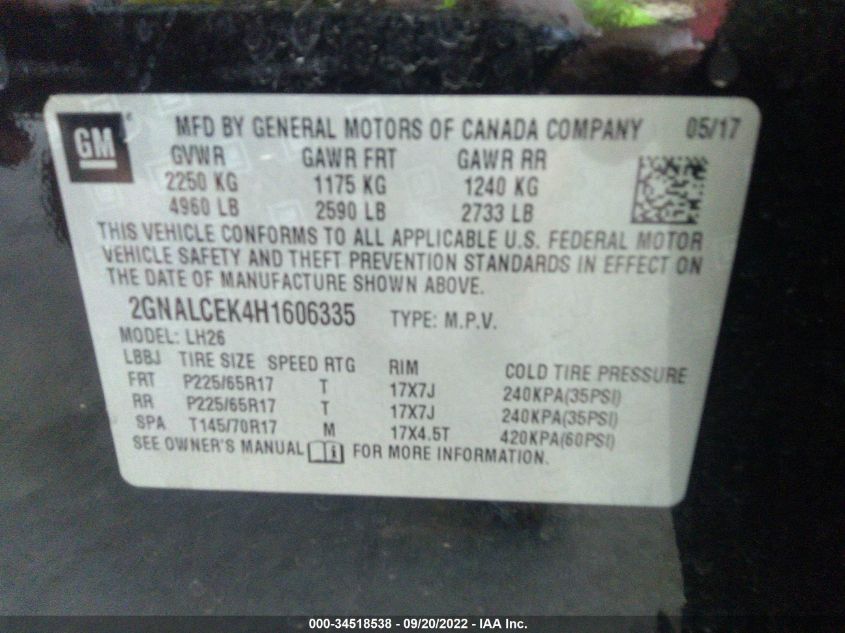 GM® MFD BY GENERAL MOTORS OF CANADA COMPANY 05/17
GVWR GAWR FRT GAWR RR
2250 KG 1175 KG 1240 KG
4960 LB 2590 LB 2733 LB
THIS VEHICLE CONFORMS TO ALL APPLICABLE U.S. FEDERAL MOTOR
VEHICLE SAFETY AND THEFT PREVENTION STANDARDS IN EFFECT ON
THE DATE OF MANUFACTURE SHOWN ABOVE.
2GNALCEK4H1606335 TYPE: M.P.V.
MODEL: LH26
LBBJ TIRE SIZE SPEED RTG RIM COLD TIRE PRESSURE
FRT P225/65R17 T 17X7J 240KPA(35PSI)
RR P225/65R17 T 17X7J 240KPA(35PSI)
SPA T145/70R17 M 17X4.5T 420KPA(60PSI)
SEE OWNER'S MANUAL FOR MORE INFORMATION.
000-34518538 - 09/20/2022 - IAA Inc.